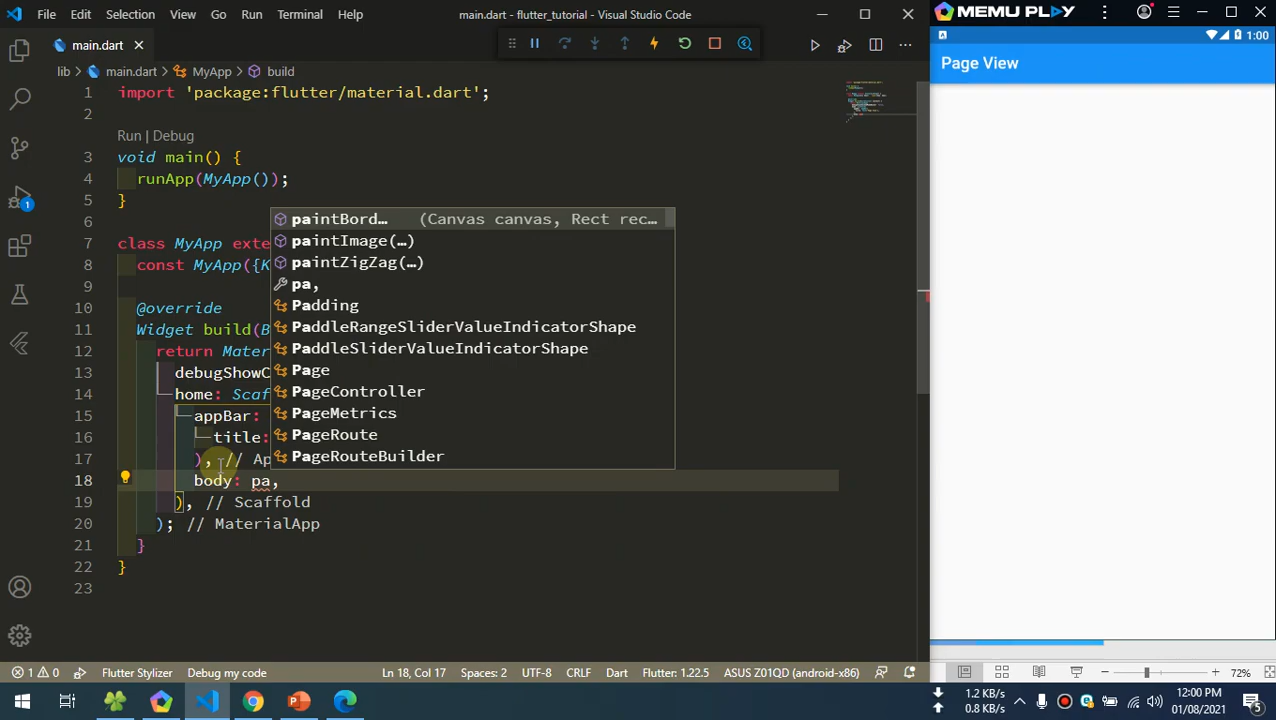 File Edit Selection View Go Run Terminal Help
main.dart - flutter_tutorial - Visual Studio Code
MEMU PLAY
main.dart
1:00
lib > main.dart > MyApp > build
Page View
1 import 'package:flutter/material.dart';
2
Run | Debug
3 void main() {
4 runApp(MyApp());
5 }
6
7 class MyApp exte
8 const MyApp({K
9
10 @override
11 Widget build(B
12 return Mater
13 debugShowC
14 home: Scaf
15 appBar:
16 title:
17 ), // Ap
18 body: pa,
19 ), // Scaffold
20 ); // MaterialApp
21 }
22 }
23
paintBord… (Canvas canvas, Rect rec…
paintImage(…)
paintZigZag(…)
pa,
Padding
PaddleRangeSliderValueIndicatorShape
PaddleSliderValueIndicatorShape
Page
PageController
PageMetrics
PageRoute
PageRouteBuilder
1
1 0 Flutter Stylizer Debug my code
Ln 18, Col 17 Spaces: 2 UTF-8 CRLF Dart Flutter: 1.22.5 ASUS Z01QD (android-x86)
72%
1.2 KB/s
0.8 KB/s
12:00 PM
01/08/2021
5